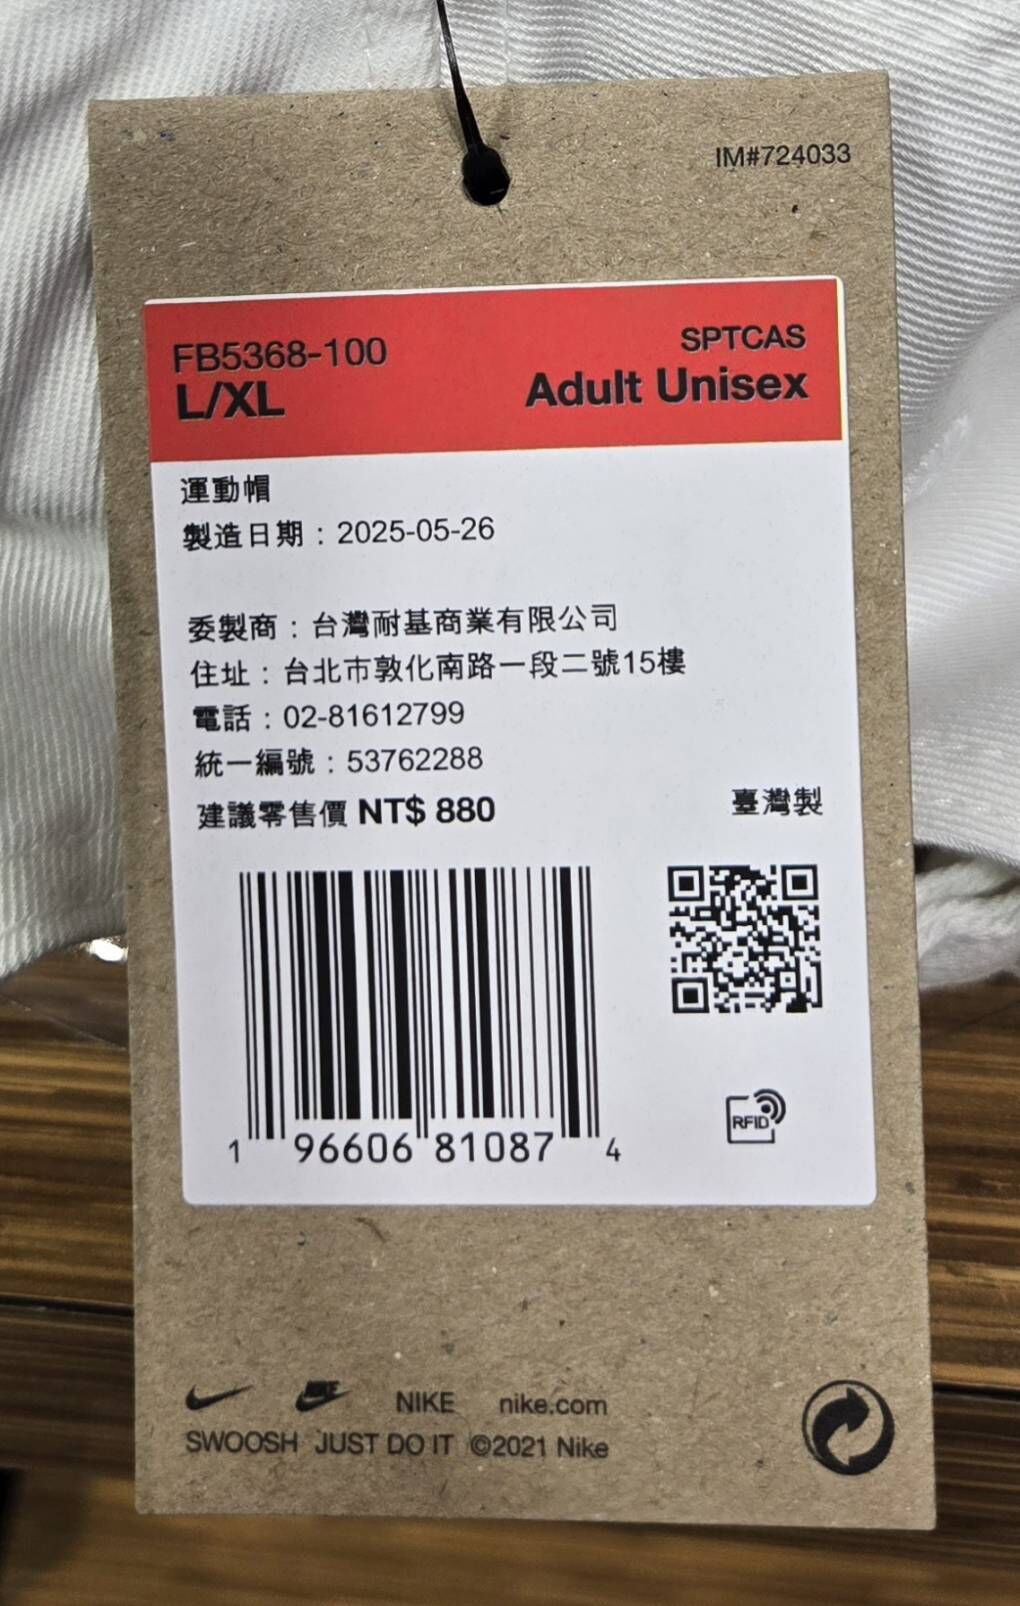 IM#724033
FB5368-100
SPTCAS
L/XL
Adult Unisex
運動帽
製造日期：2025-05-26
委製商：台灣耐基商業有限公司
住址：台北市敦化南路一段二號15樓
電話：02-81612799
統一編號：53762288
建議零售價 NT$ 880
臺灣製
1 96606 81087 4
RFID
NIKE
NIKE nike.com
SWOOSH JUST DO IT ©2021 Nike